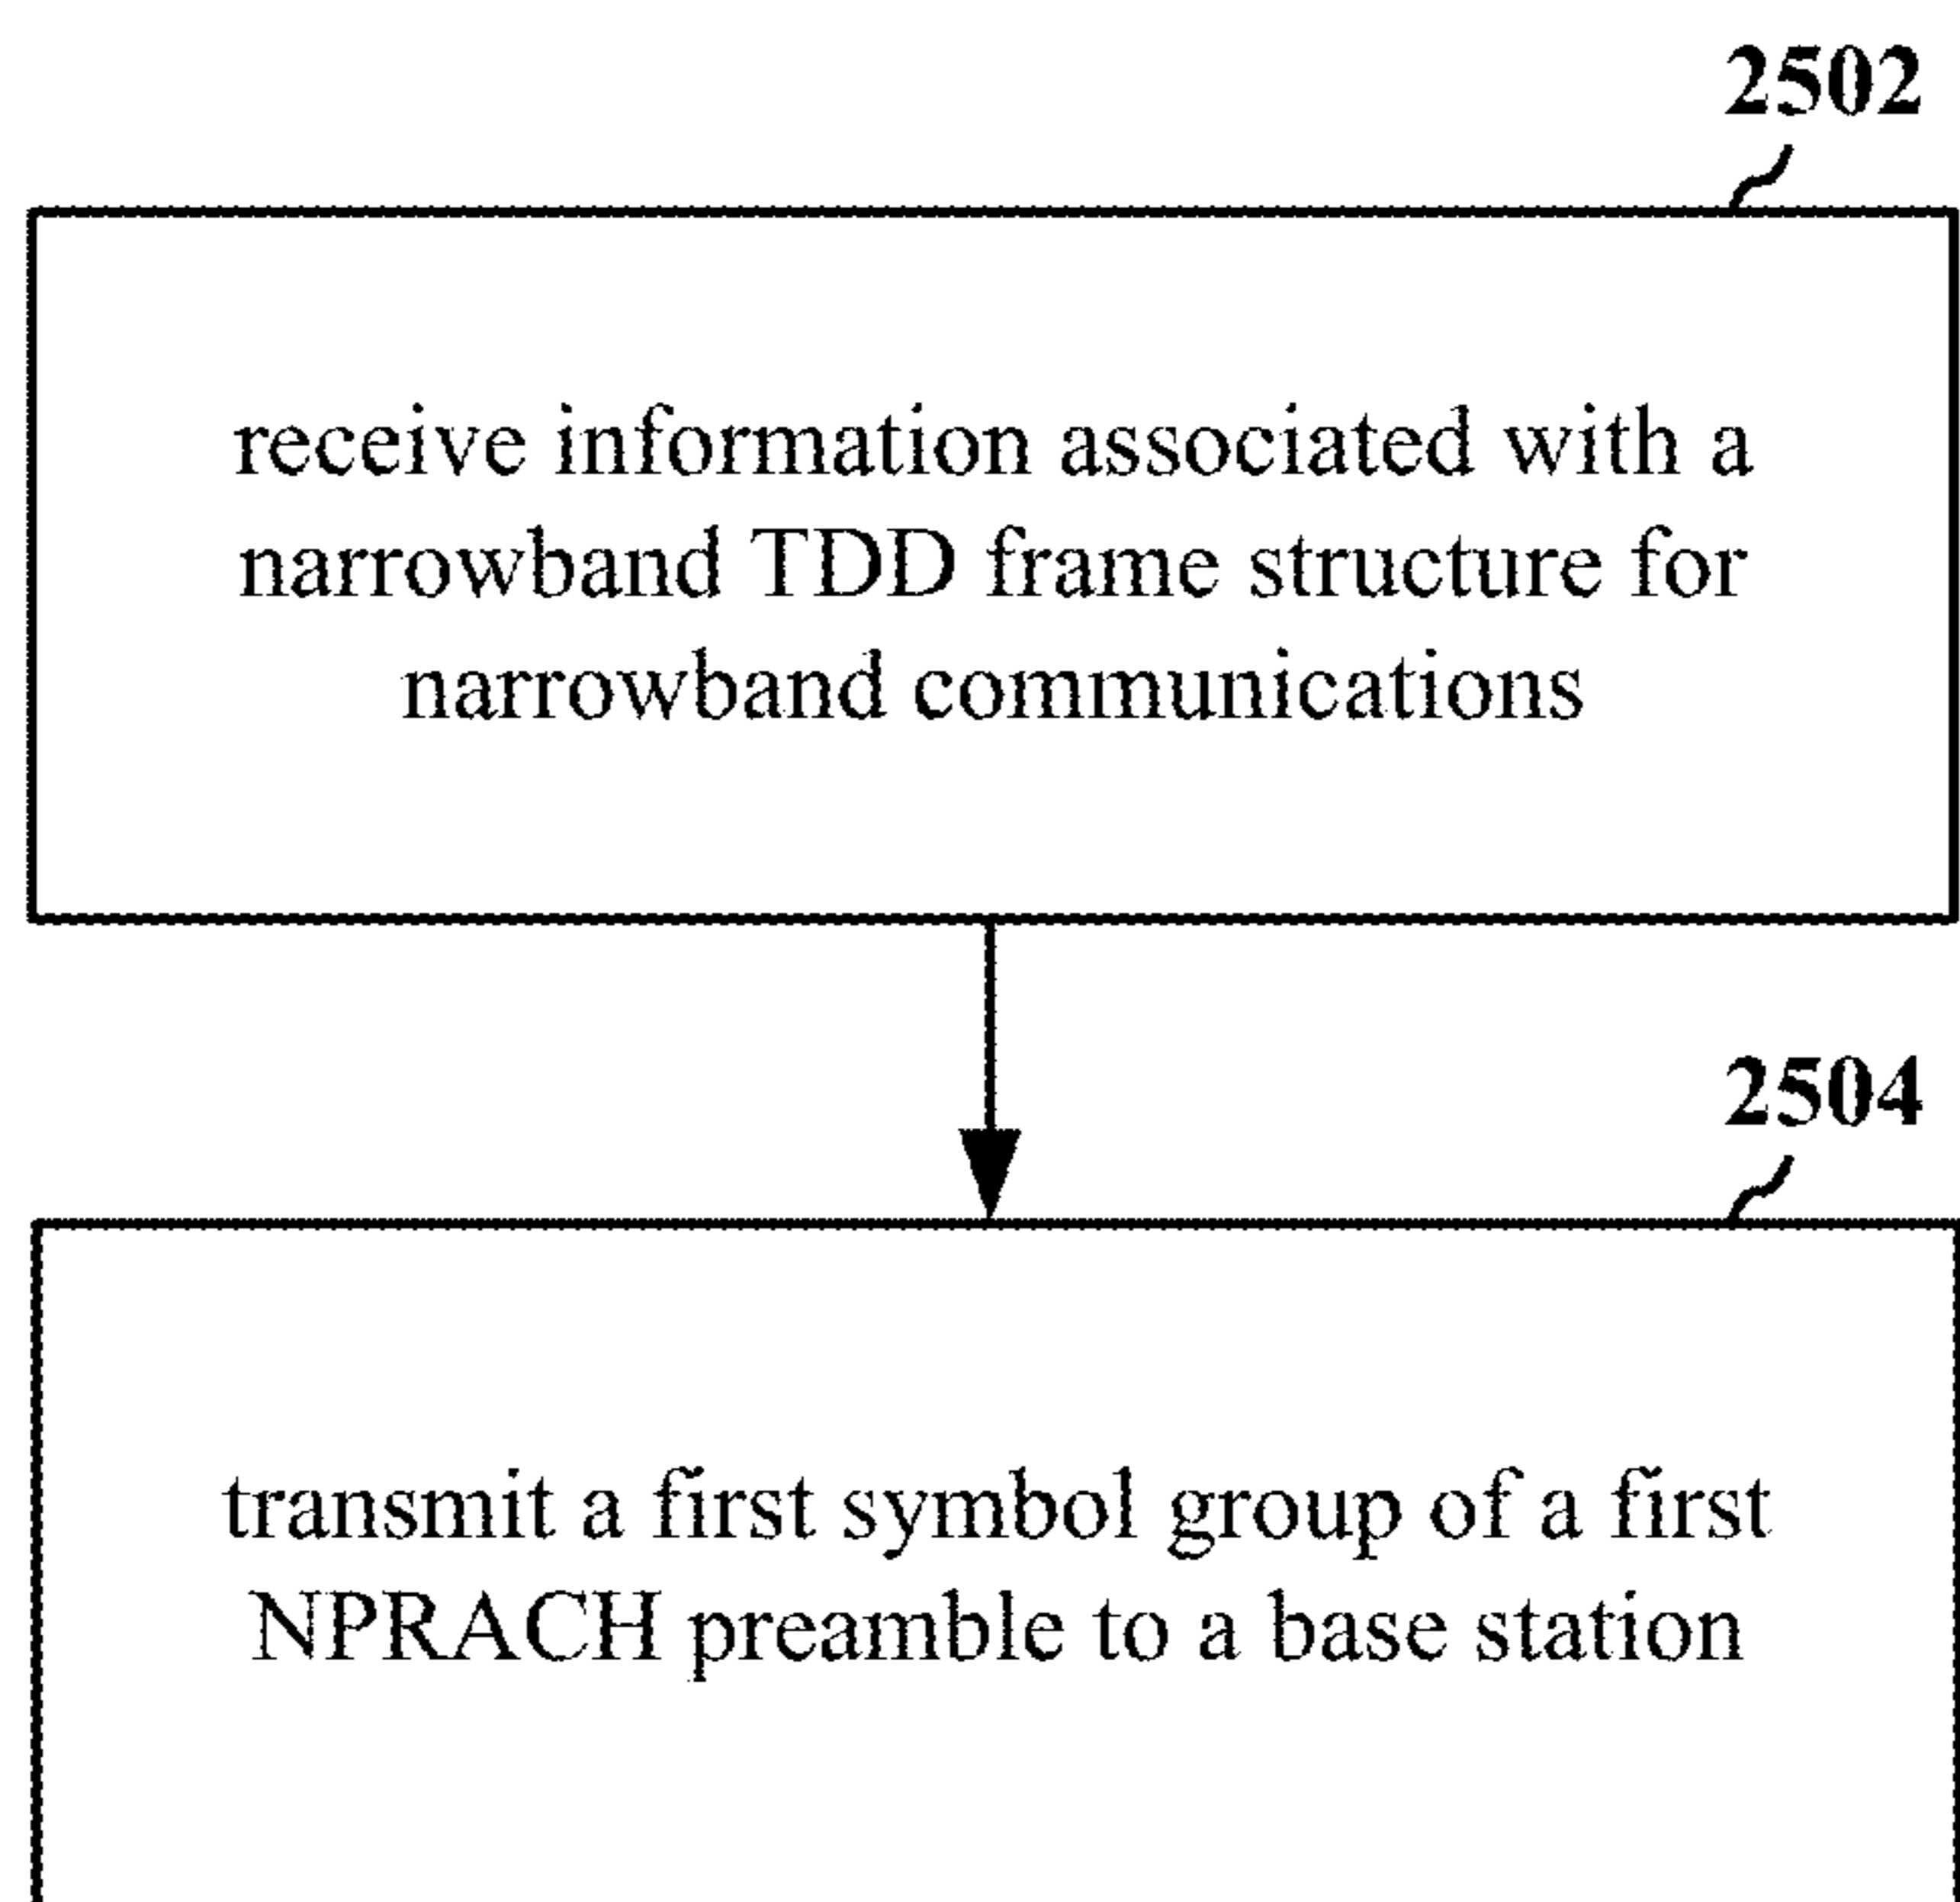 2502
receive information associated with a
narrowband TDD frame structure for
narrowband communications
2504
transmit a first symbol group of a first
NPRACH preamble to a base station